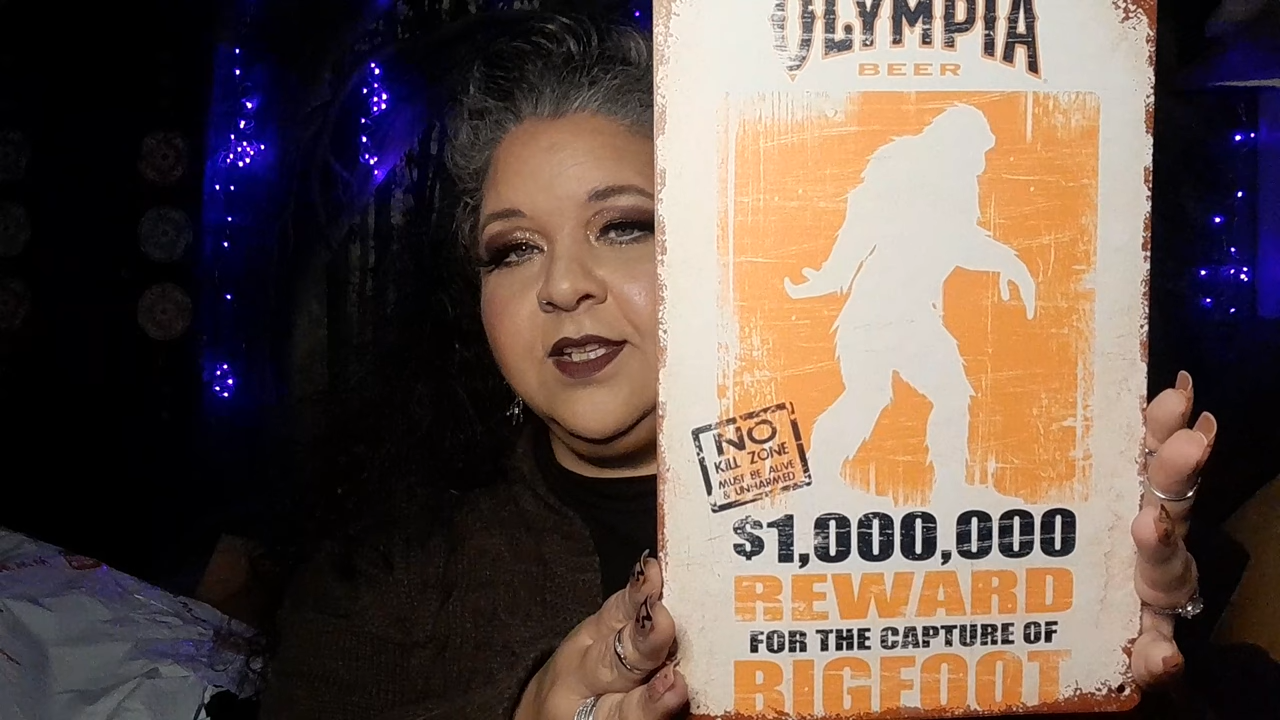 OLYMPIA
BEER
NO
KILL ZONE
MUST BE ALIVE
& UNHARMED
$1,000,000
REWARD
FOR THE CAPTURE OF
BIGFOOT